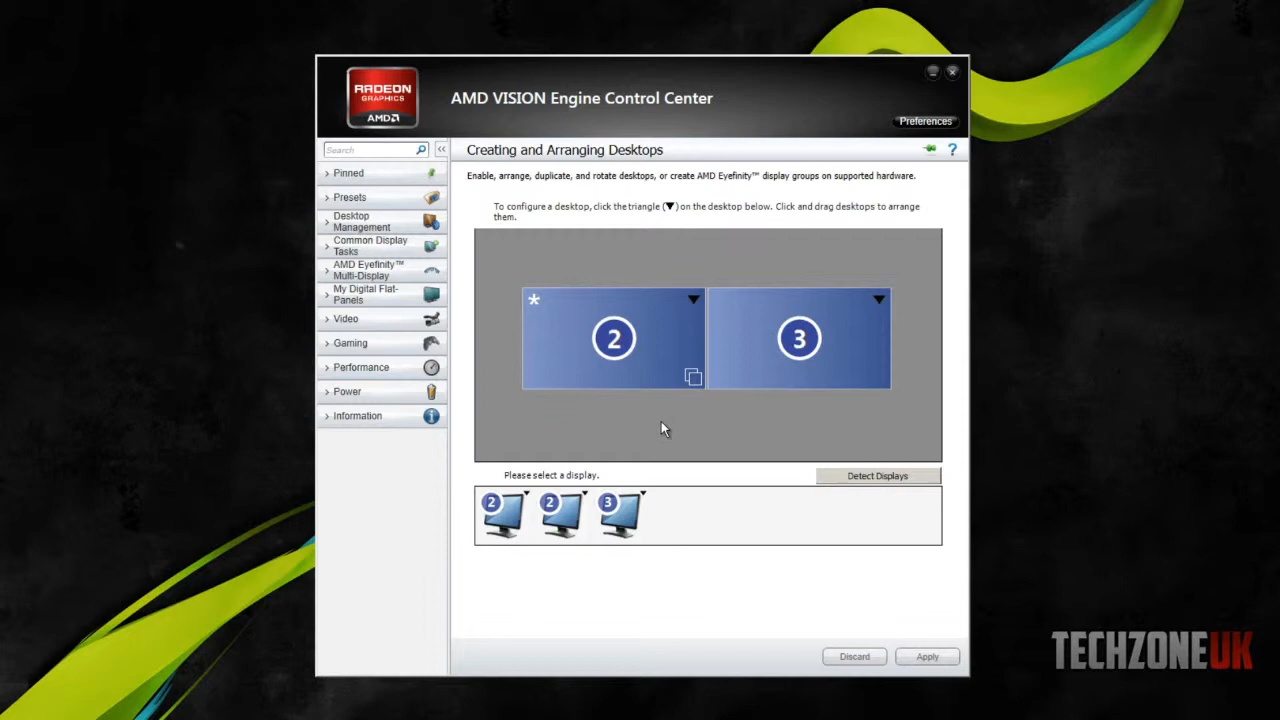 RADEON
GRAPHICS
AMD
AMD VISION Engine Control Center
Preferences
Search
<<
Creating and Arranging Desktops
?
> Pinned
> Presets
> Desktop
Management
> Common Display
Tasks
> AMD Eyefinity™
Multi-Display
> My Digital Flat-
Panels
> Video
> Gaming
> Performance
> Power
> Information
Enable, arrange, duplicate, and rotate desktops, or create AMD Eyefinity™ display groups on supported hardware.
To configure a desktop, click the triangle (▼) on the desktop below. Click and drag desktops to arrange
them.
* 2
3
Please select a display.
Detect Displays
2 2 3
Discard
Apply
TECHZONEUK